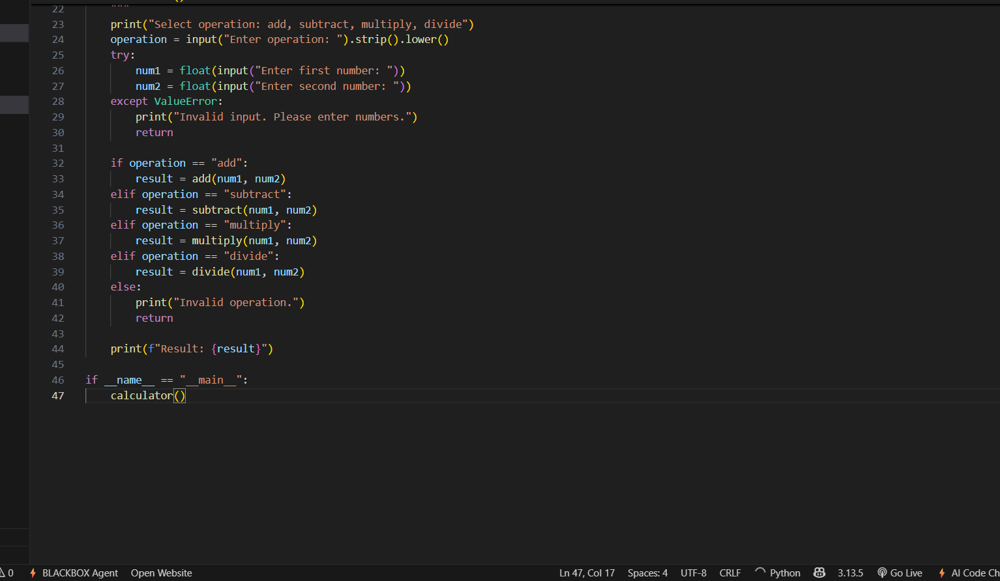 22 """
23 print("Select operation: add, subtract, multiply, divide")
24 operation = input("Enter operation: ").strip().lower()
25 try:
26 num1 = float(input("Enter first number: "))
27 num2 = float(input("Enter second number: "))
28 except ValueError:
29 print("Invalid input. Please enter numbers.")
30 return
31
32 if operation == "add":
33 result = add(num1, num2)
34 elif operation == "subtract":
35 result = subtract(num1, num2)
36 elif operation == "multiply":
37 result = multiply(num1, num2)
38 elif operation == "divide":
39 result = divide(num1, num2)
40 else:
41 print("Invalid operation.")
42 return
43
44 print(f"Result: {result}")
45
46 if __name__ == "__main__":
47 calculator()
0 BLACKBOX Agent Open Website Ln 47, Col 17 Spaces: 4 UTF-8 CRLF Python 3.13.5 Go Live AI Code Ch